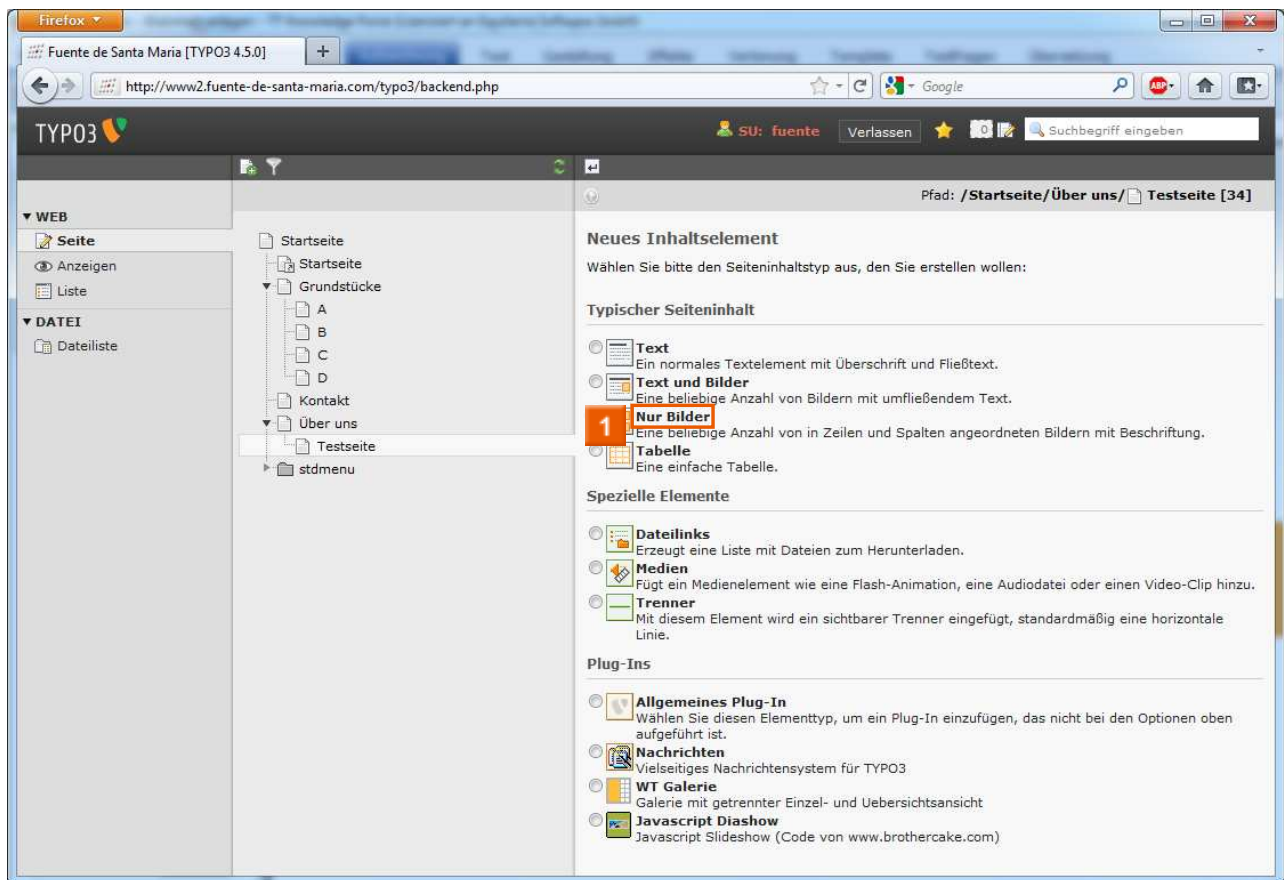 Firefox
Fuente de Santa Maria [TYPO3 4.5.0]
+
http://www2.fuente-de-santa-maria.com/typo3/backend.php
Google
ABP
TYPO3
SU: fuente
Verlassen
0
Suchbegriff eingeben
Pfad: /Startseite/Über uns/ Testseite [34]
WEB
Seite
Anzeigen
Liste
DATEI
Dateiliste
Startseite
Startseite
Grundstücke
A
B
C
D
Kontakt
Über uns
Testseite
stdmenu
Neues Inhaltselement
Wählen Sie bitte den Seiteninhaltstyp aus, den Sie erstellen wollen:
Typischer Seiteninhalt
Text
Ein normales Textelement mit Überschrift und Fließtext.
Text und Bilder
Eine beliebige Anzahl von Bildern mit umfließendem Text.
1
Nur Bilder
Eine beliebige Anzahl von in Zeilen und Spalten angeordneten Bildern mit Beschriftung.
Tabelle
Eine einfache Tabelle.
Spezielle Elemente
Dateilinks
Erzeugt eine Liste mit Dateien zum Herunterladen.
Medien
Fügt ein Medienelement wie eine Flash-Animation, eine Audiodatei oder einen Video-Clip hinzu.
Trenner
Mit diesem Element wird ein sichtbarer Trenner eingefügt, standardmäßig eine horizontale
Linie.
Plug-Ins
Allgemeines Plug-In
Wählen Sie diesen Elementtyp, um ein Plug-In einzufügen, das nicht bei den Optionen oben
aufgeführt ist.
Nachrichten
Vielseitiges Nachrichtensystem für TYPO3
WT Galerie
Galerie mit getrennter Einzel- und Uebersichtsansicht
Javascript Diashow
Javascript Slideshow (Code von www.brothercake.com)